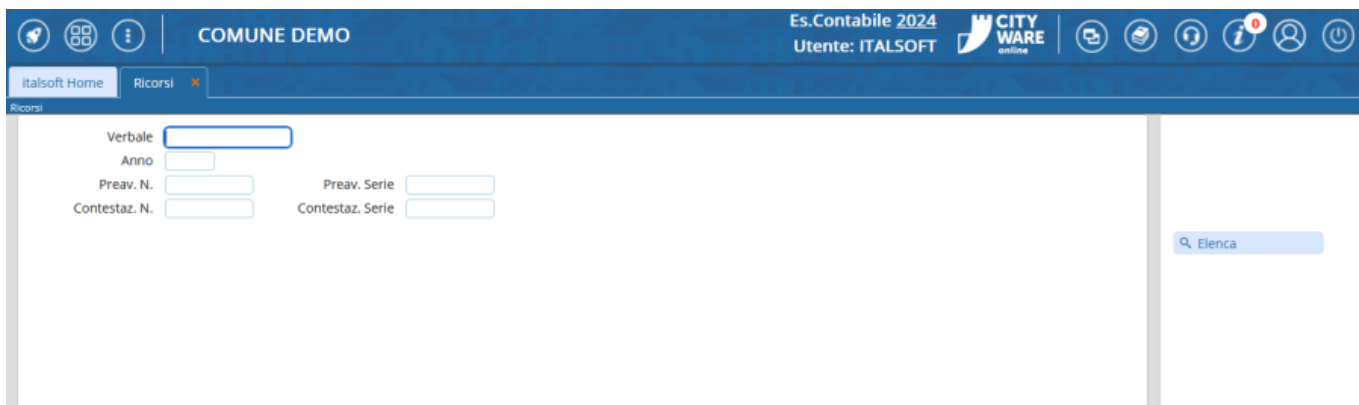 COMUNE DEMO
Es.Contabile 2024
Utente: ITALSOFT
CITY
WARE
online
0
italsoft Home
Ricorsi
Ricorsi
Verbale
Anno
Preav. N. Preav. Serie
Contestaz. N. Contestaz. Serie
Elenca